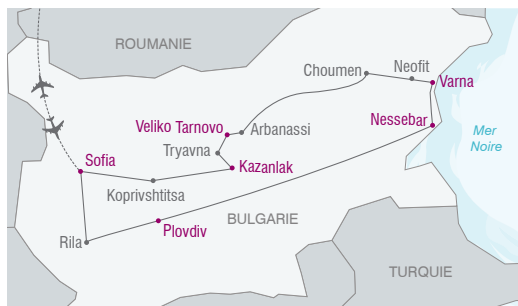 ROUMANIE
Choumen
Neofit
Varna
Veliko Tarnovo
Arbanassi
Nessebar
Mer
Noire
Tryavna
Sofia
Kazanlak
Koprivshtitsa
Rila
Plovdiv
BULGARIE
TURQUIE